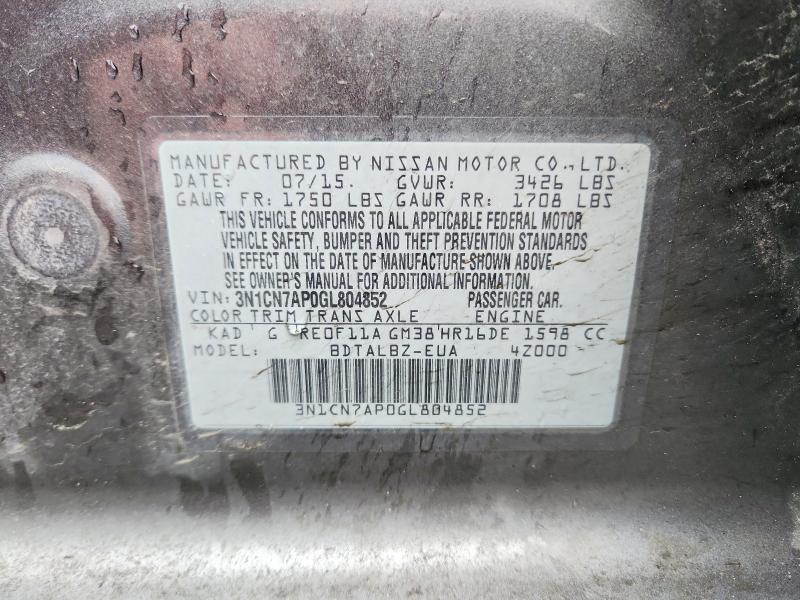 MANUFACTURED BY NISSAN MOTOR CO., LTD.
DATE: 07/15. GVWR: 3426 LBS
GAWR FR: 1750 LBS GAWR RR: 1708 LBS
THIS VEHICLE CONFORMS TO ALL APPLICABLE FEDERAL MOTOR
VEHICLE SAFETY, BUMPER AND THEFT PREVENTION STANDARDS
IN EFFECT ON THE DATE OF MANUFACTURE SHOWN ABOVE.
SEE OWNER'S MANUAL FOR ADDITIONAL INFORMATION.
VIN: 3N1CN7AP0GL804852 PASSENGER CAR.
COLOR TRIM TRANS AXLE ENGINE
KAD G RE0F11A GM38 HR16DE 1598 CC
MODEL: BDTALBZ-EUA 4Z000
3N1CN7AP0GL804852